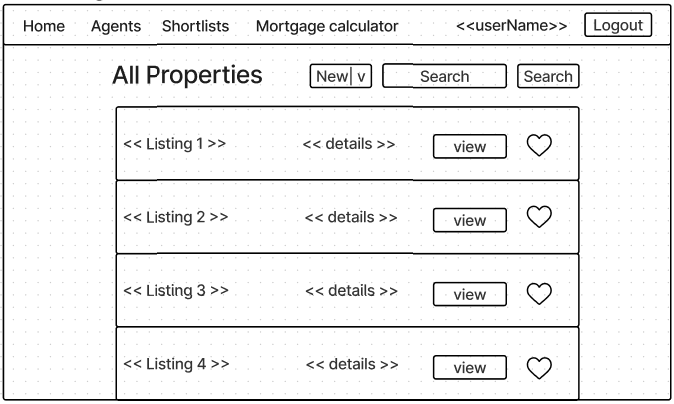 Home Agents Shortlists Mortgage calculator <<userName>> Logout
All Properties New| v Search Search
<< Listing 1 >> << details >> view
<< Listing 2 >> << details >> view
<< Listing 3 >> << details >> view
<< Listing 4 >> << details >> view